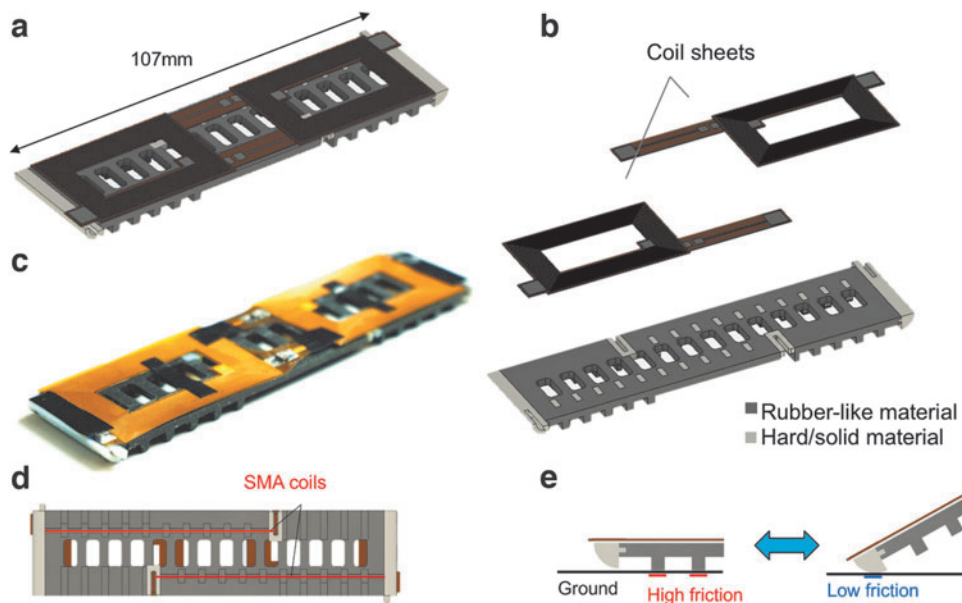 a
107mm
b
Coil sheets
c
Rubber-like material
Hard/solid material
d
SMA coils
e
Ground
High friction
Low friction